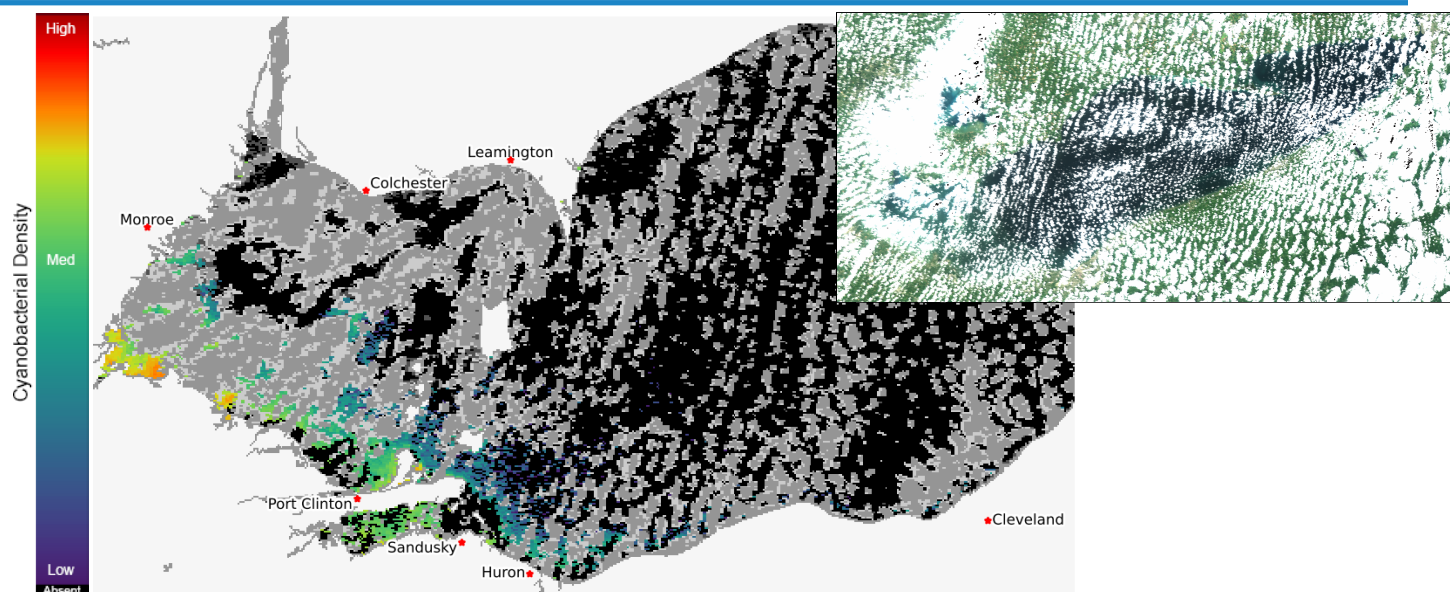 High
Cyanobacterial Density
Med
Low
Absent
Leamington
Colchester
Monroe
Port Clinton
Sandusky
Huron
Cleveland